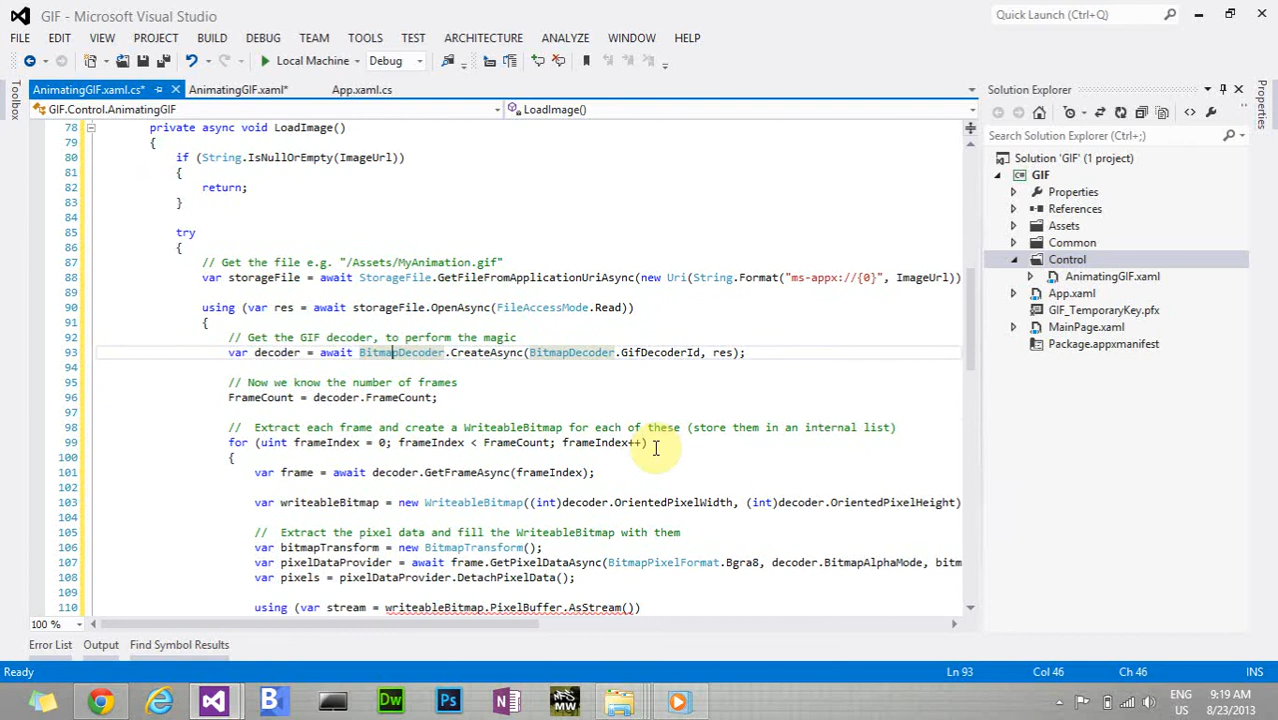 GIF - Microsoft Visual Studio
Quick Launch (Ctrl+Q)
FILE EDIT VIEW PROJECT BUILD DEBUG TEAM TOOLS TEST ARCHITECTURE ANALYZE WINDOW HELP
Local Machine Debug
Toolbox
AnimatingGIF.xaml.cs* AnimatingGIF.xaml* App.xaml.cs
GIF.Control.AnimatingGIF LoadImage()
78 private async void LoadImage()
79 {
80 if (String.IsNullOrEmpty(ImageUrl))
81 {
82 return;
83 }
84
85 try
86 {
87 // Get the file e.g. "/Assets/MyAnimation.gif"
88 var storageFile = await StorageFile.GetFileFromApplicationUriAsync(new Uri(String.Format("ms-appx://{0}", ImageUrl))
89
90 using (var res = await storageFile.OpenAsync(FileAccessMode.Read))
91 {
92 // Get the GIF decoder, to perform the magic
93 var decoder = await BitmapDecoder.CreateAsync(BitmapDecoder.GifDecoderId, res);
94
95 // Now we know the number of frames
96 FrameCount = decoder.FrameCount;
97
98 //  Extract each frame and create a WriteableBitmap for each of these (store them in an internal list)
99 for (uint frameIndex = 0; frameIndex < FrameCount; frameIndex++)
100 {
101 var frame = await decoder.GetFrameAsync(frameIndex);
102
103 var writeableBitmap = new WriteableBitmap((int)decoder.OrientedPixelWidth, (int)decoder.OrientedPixelHeight)
104
105 //  Extract the pixel data and fill the WriteableBitmap with them
106 var bitmapTransform = new BitmapTransform();
107 var pixelDataProvider = await frame.GetPixelDataAsync(BitmapPixelFormat.Bgra8, decoder.BitmapAlphaMode, bitm
108 var pixels = pixelDataProvider.DetachPixelData();
109
110 using (var stream = writeableBitmap.PixelBuffer.AsStream())
100 %
Solution Explorer
Search Solution Explorer (Ctrl+;)
Solution 'GIF' (1 project)
GIF
Properties
References
Assets
Common
Control
AnimatingGIF.xaml
App.xaml
GIF_TemporaryKey.pfx
MainPage.xaml
Package.appxmanifest
Properties
Error List Output Find Symbol Results
Ready Ln 93 Col 46 Ch 46 INS
B Dw Ps N MW
ENG 9:19 AM
US 8/23/2013